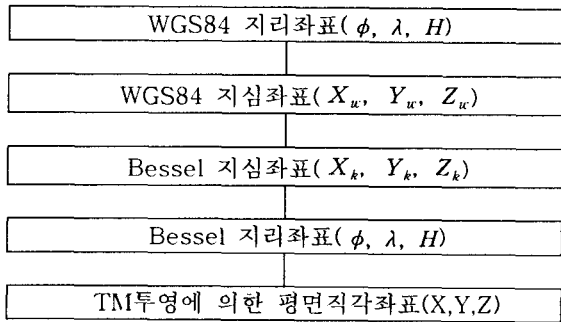 WGS84 지리좌표( ϕ, λ, H)
WGS84 지심좌표( X_w, Y_w, Z_w)
Bessel 지심좌표( X_k, Y_k, Z_k)
Bessel 지리좌표( ϕ, λ, H)
TM투영에 의한 평면직각좌표(X,Y,Z)